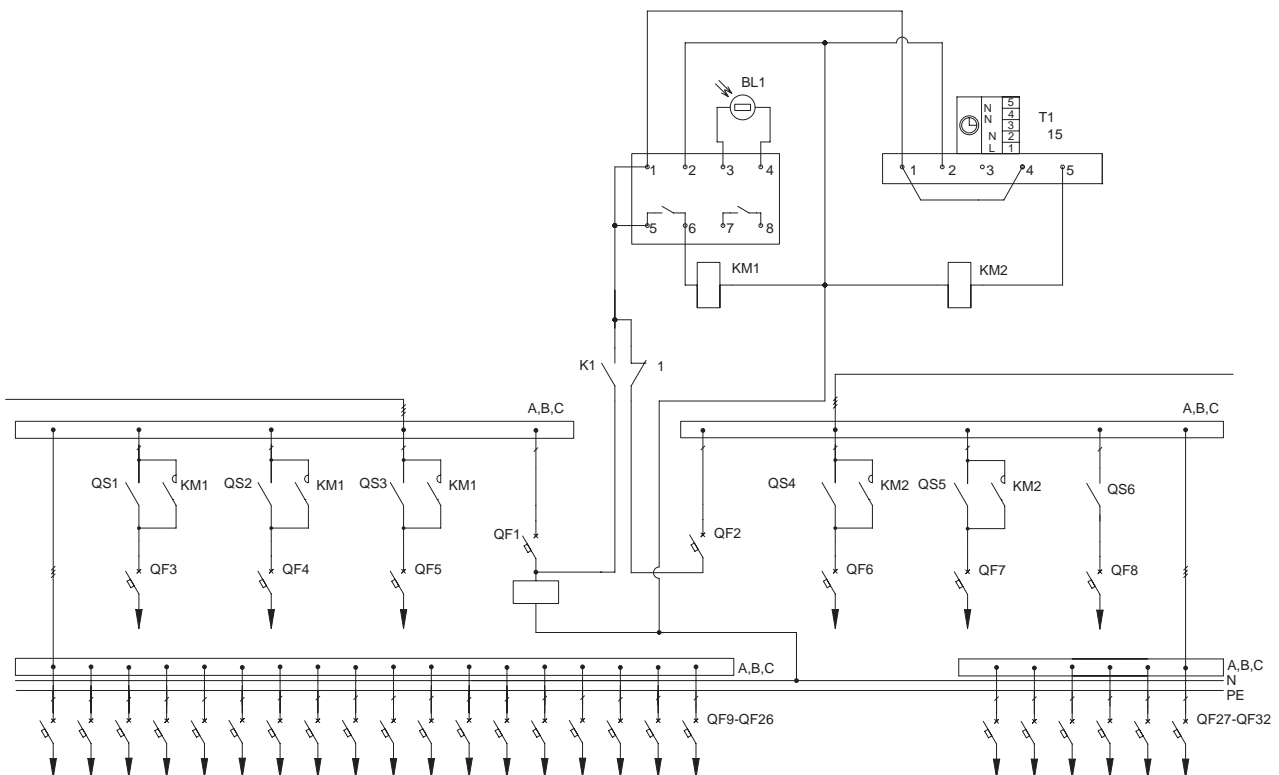 BL1
N
N
N
L
5
4
3
2
1
T1
15
1 2 3 4
1 2 3 4 5
5 6 7 8
KM1
KM2
K1
1
A,B,C
A,B,C
QS1 KM1 QS2 KM1 QS3 KM1
QS4 KM2 QS5 KM2 QS6
QF1
QF2
QF3 QF4 QF5
QF6 QF7 QF8
A,B,C
A,B,C
N
PE
QF9-QF26
QF27-QF32